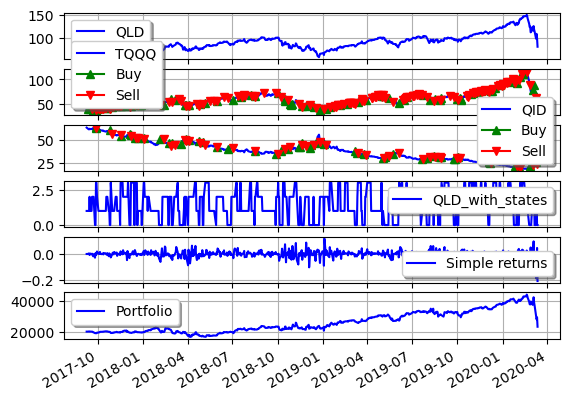 150
100
QLD
TQQQ
Buy
Sell
100
50
QID
Buy
Sell
50
25
2.5
0.0
QLD_with_states
0.0
−0.2
Simple returns
40000
20000
Portfolio
2017-10
2018-01
2018-04
2018-07
2018-10
2019-01
2019-04
2019-07
2019-10
2020-01
2020-04